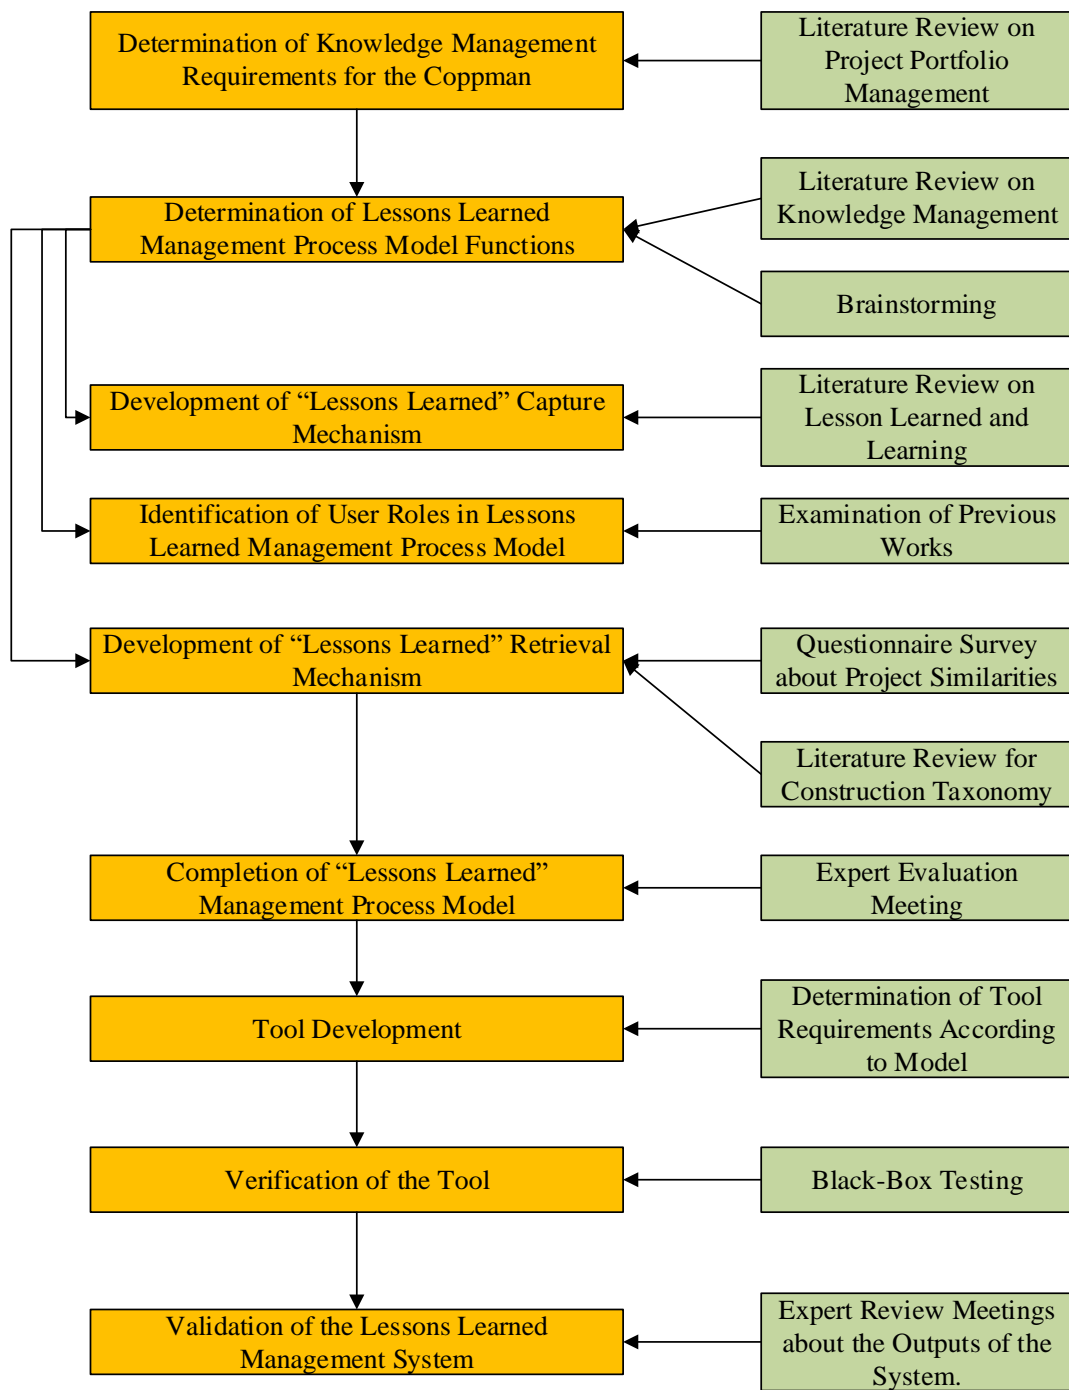 Determination of Knowledge Management
Requirements for the Coppman
Literature Review on
Project Portfolio
Management
Determination of Lessons Learned
Management Process Model Functions
Literature Review on
Knowledge Management
Brainstorming
Development of “Lessons Learned” Capture
Mechanism
Literature Review on
Lesson Learned and
Learning
Identification of User Roles in Lessons
Learned Management Process Model
Examination of Previous
Works
Development of “Lessons Learned” Retrieval
Mechanism
Questionnaire Survey
about Project Similarities
Literature Review for
Construction Taxonomy
Completion of “Lessons Learned”
Management Process Model
Expert Evaluation
Meeting
Tool Development
Determination of Tool
Requirements According
to Model
Verification of the Tool
Black-Box Testing
Validation of the Lessons Learned
Management System
Expert Review Meetings
about the Outputs of the
System.